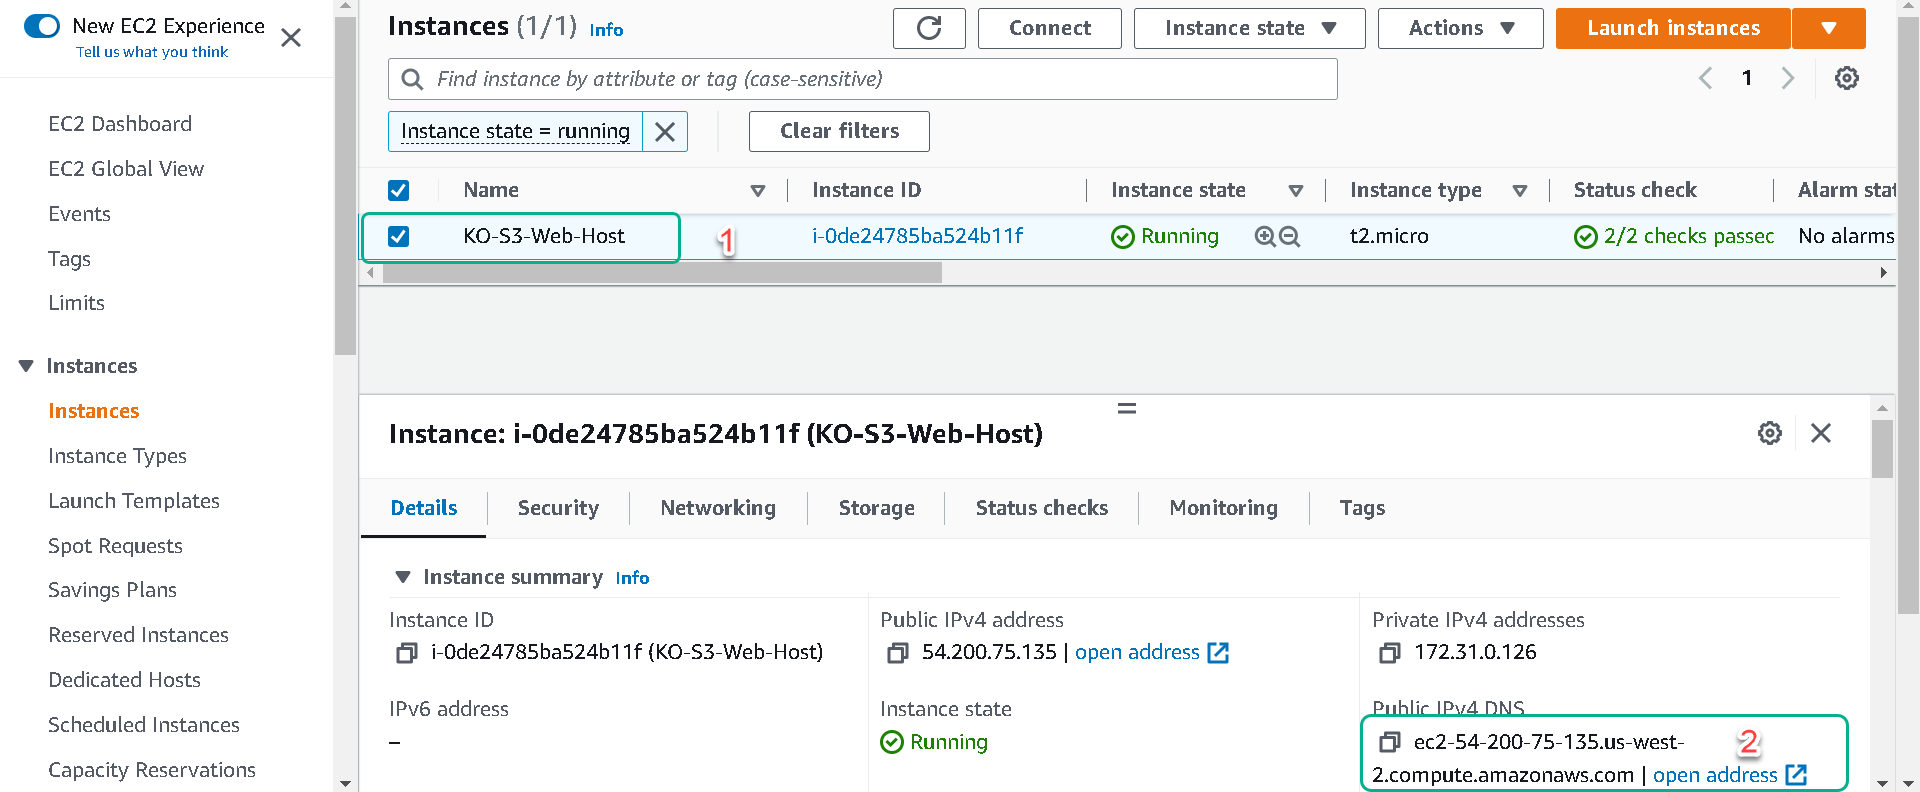 New EC2 Experience
Tell us what you think
EC2 Dashboard
EC2 Global View
Events
Tags
Limits
Instances
Instances
Instance Types
Launch Templates
Spot Requests
Savings Plans
Reserved Instances
Dedicated Hosts
Scheduled Instances
Capacity Reservations
Instances (1/1) Info
Connect
Instance state
Actions
Launch instances
Find instance by attribute or tag (case-sensitive)
1
Instance state = running
Clear filters
Name Instance ID Instance state Instance type Status check Alarm stat
KO-S3-Web-Host 1 i-0de24785ba524b11f Running t2.micro 2/2 checks passec No alarms
Instance: i-0de24785ba524b11f (KO-S3-Web-Host)
Details Security Networking Storage Status checks Monitoring Tags
Instance summary Info
Instance ID
i-0de24785ba524b11f (KO-S3-Web-Host)
Public IPv4 address
54.200.75.135 | open address
Private IPv4 addresses
172.31.0.126
IPv6 address
–
Instance state
Running
Public IPv4 DNS
ec2-54-200-75-135.us-west- 2
2.compute.amazonaws.com | open address